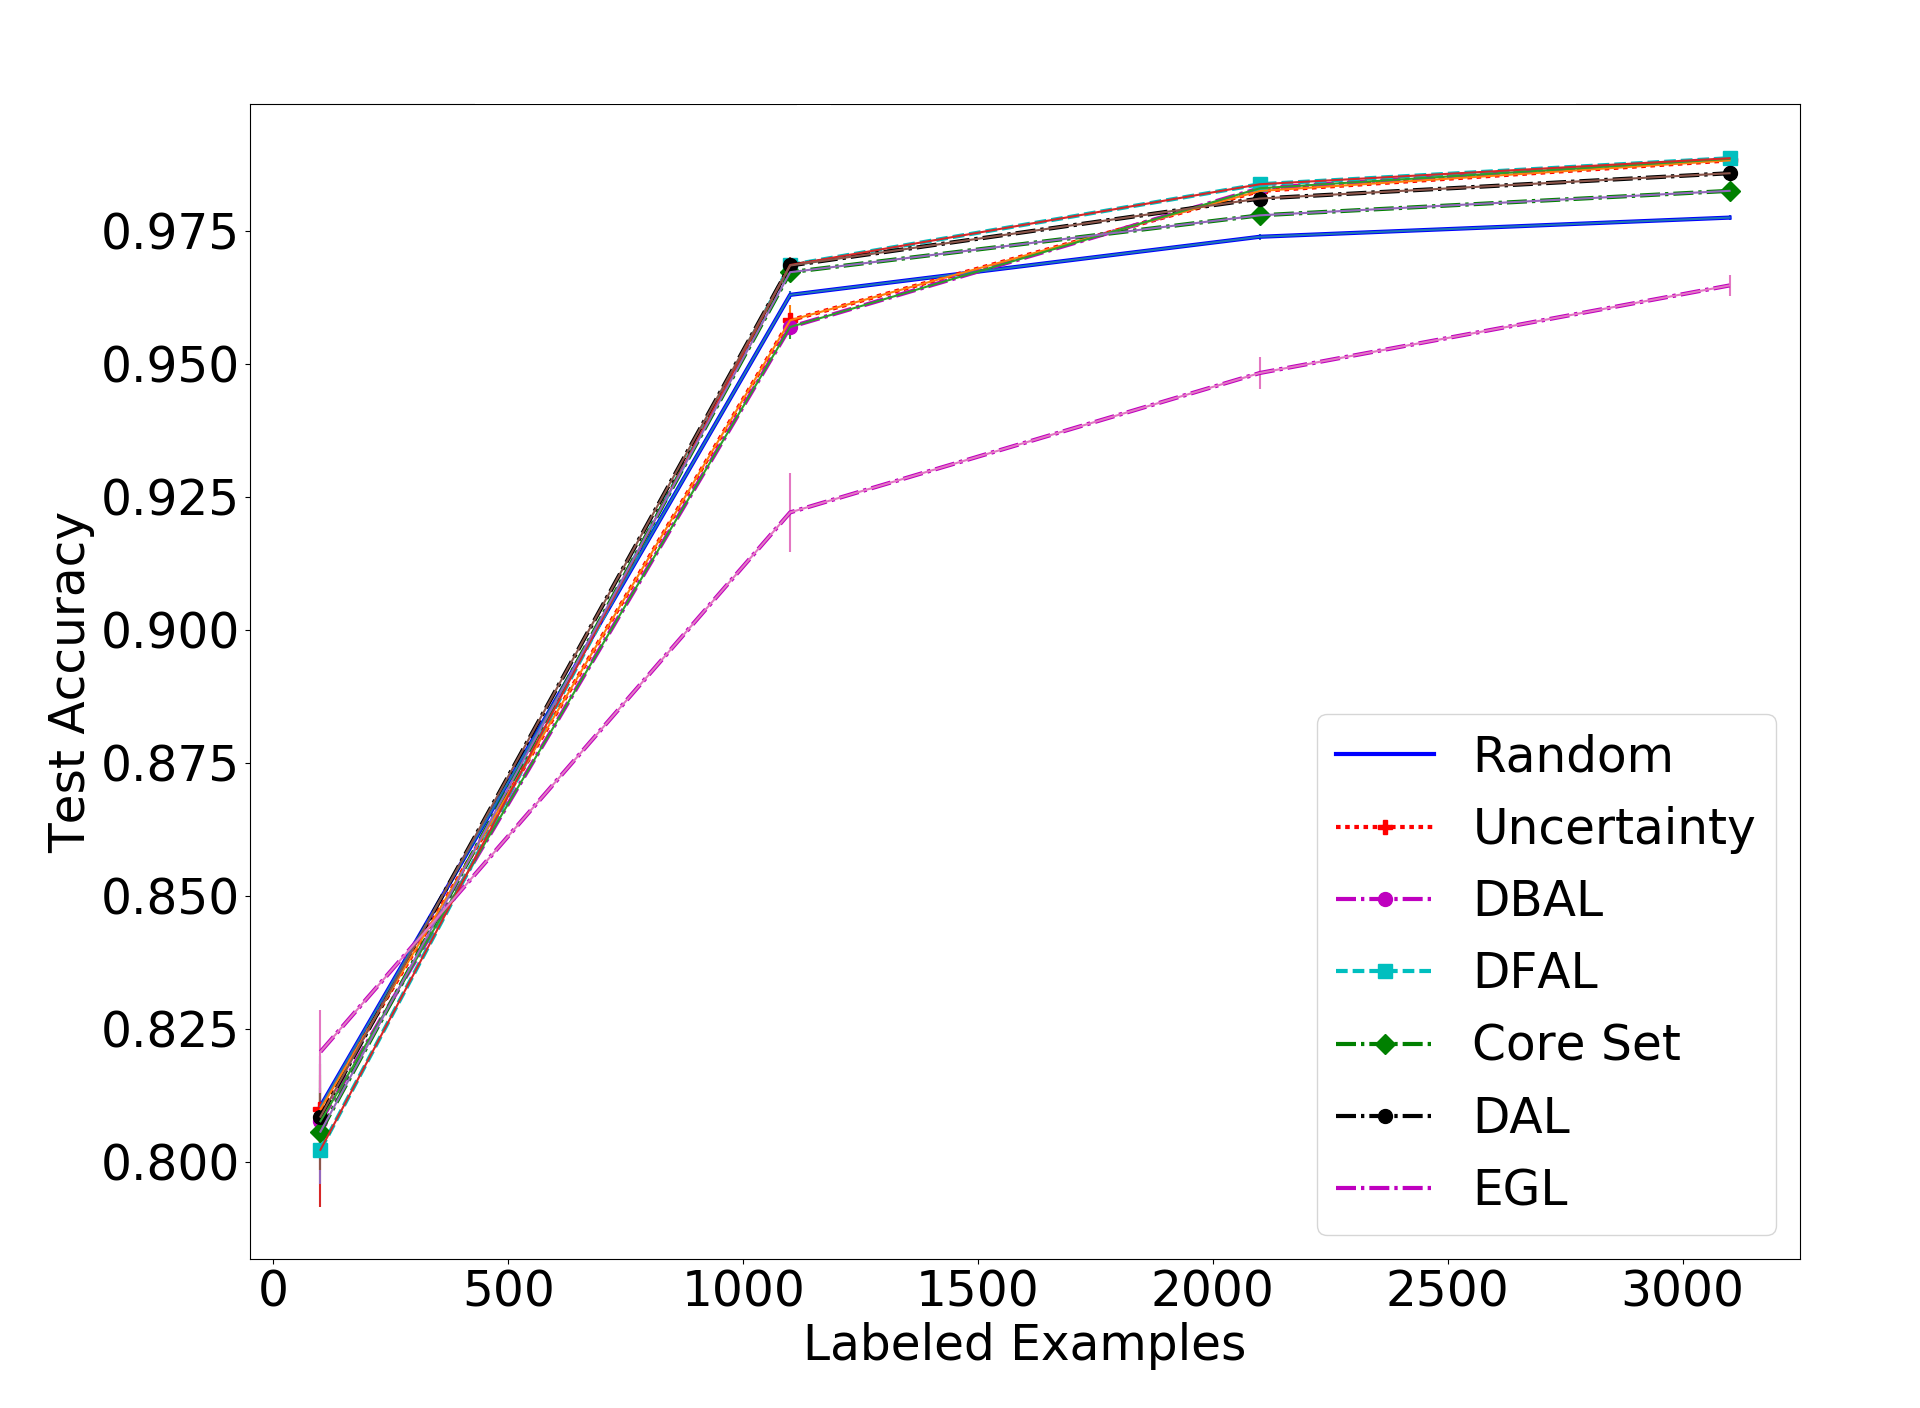 0.975
0.950
0.925
0.900
0.875
0.850
0.825
0.800
Test Accuracy
0 500 1000 1500 2000 2500 3000
Labeled Examples
Random
Uncertainty
DBAL
DFAL
Core Set
DAL
EGL